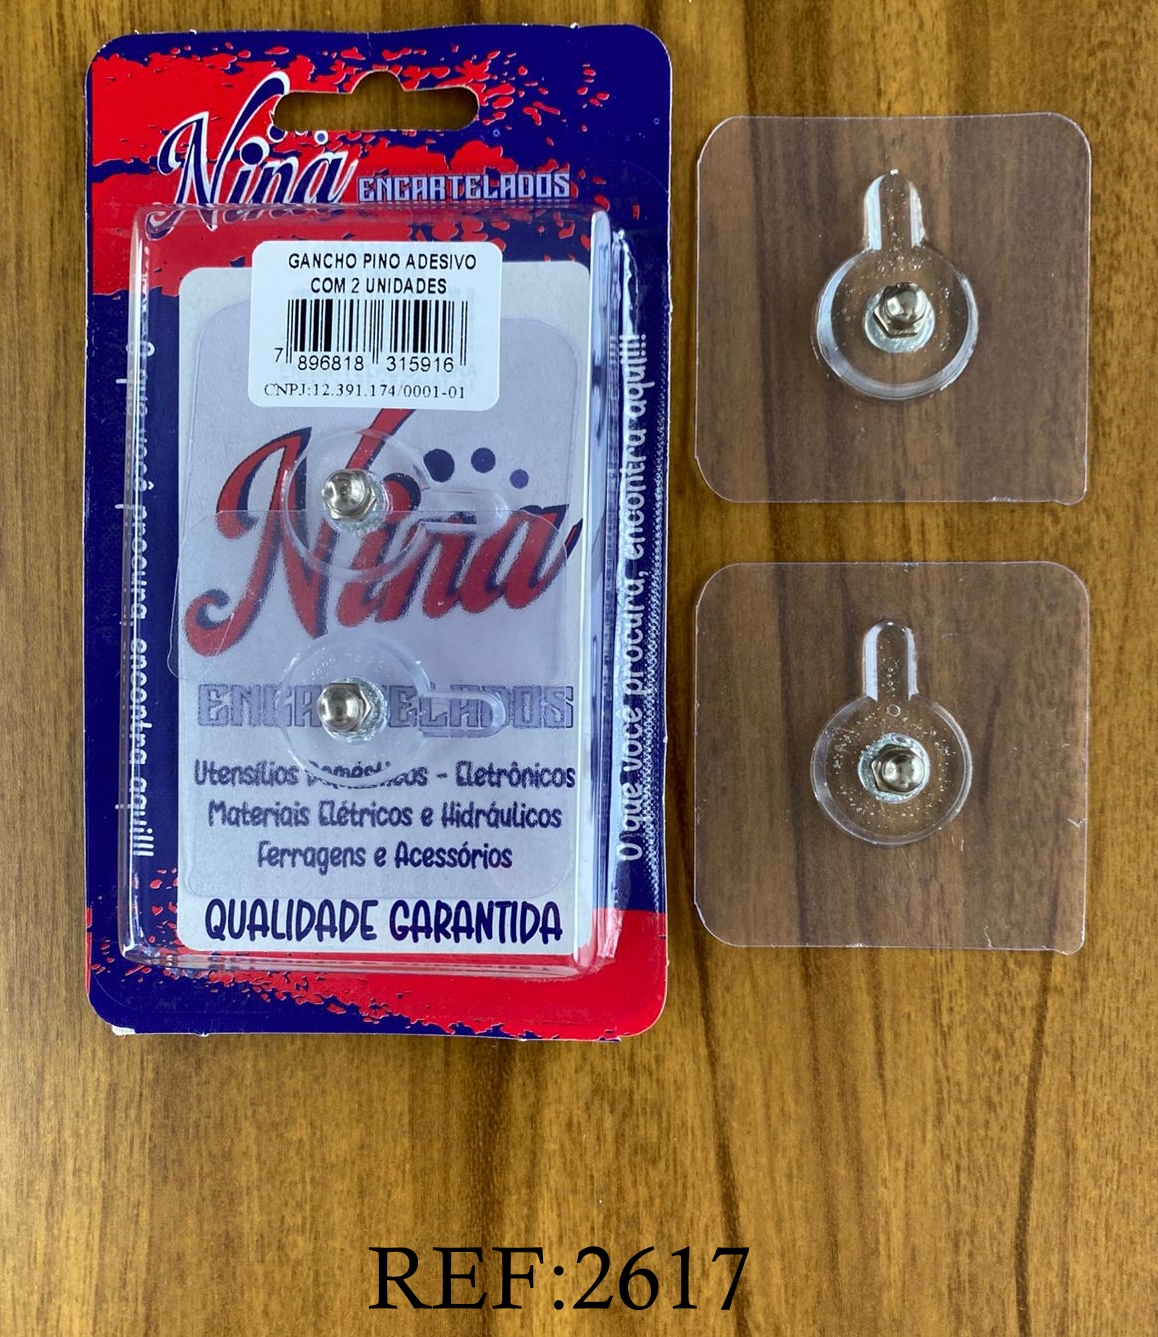 Nina ENCARTELADOS
GANCHO PINO ADESIVO
COM 2 UNIDADES
7 896818 315916
CNPJ:12.391.174/0001-01
Nina
ENCARTELADOS
Utensílios Domésticos - Eletrônicos
Materiais Elétricos e Hidráulicos
Ferragens e Acessórios
QUALIDADE GARANTIDA
O que você procura, encontra aqui!!!
O que você procura, encontra aqui!!!
REF:2617